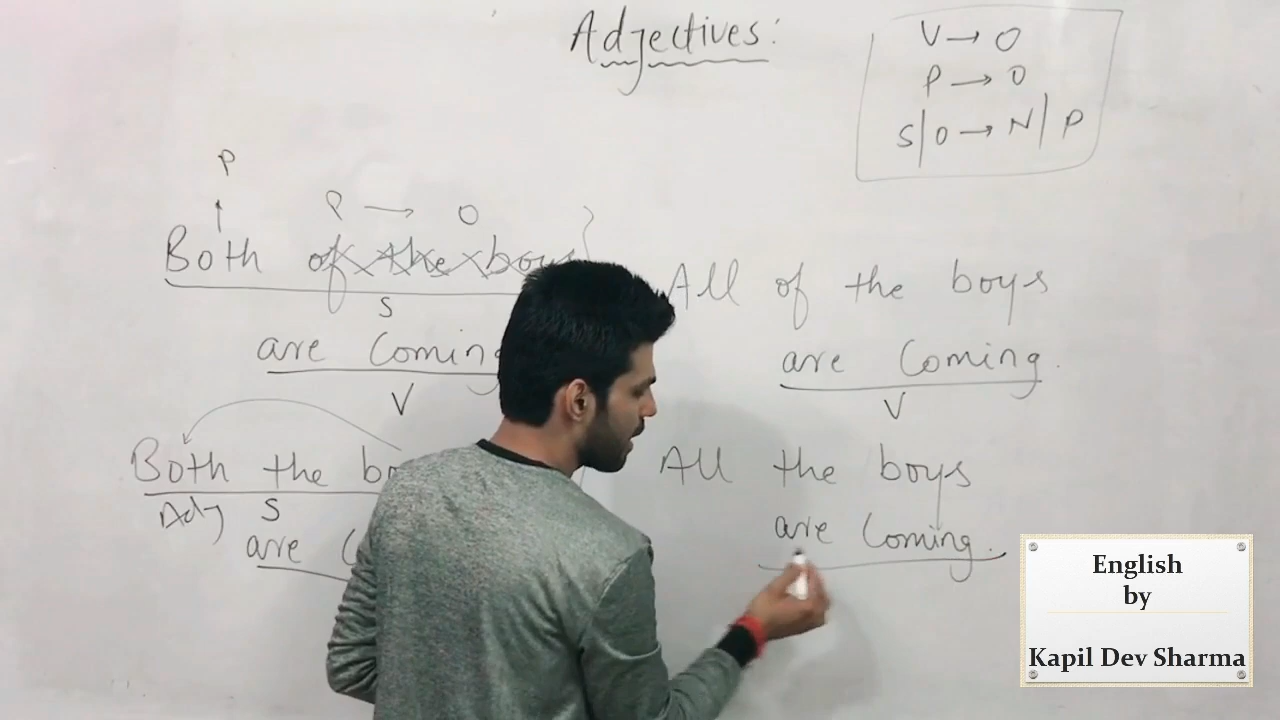 Adjectives:
V → O
P → O
S | O → N | P
P
↑
P → O
Both of the boys
S
are Coming
V
Both the
Adj S
are
All of the boys
are Coming.
V
All the boys
are Coming.
English
by
Kapil Dev Sharma